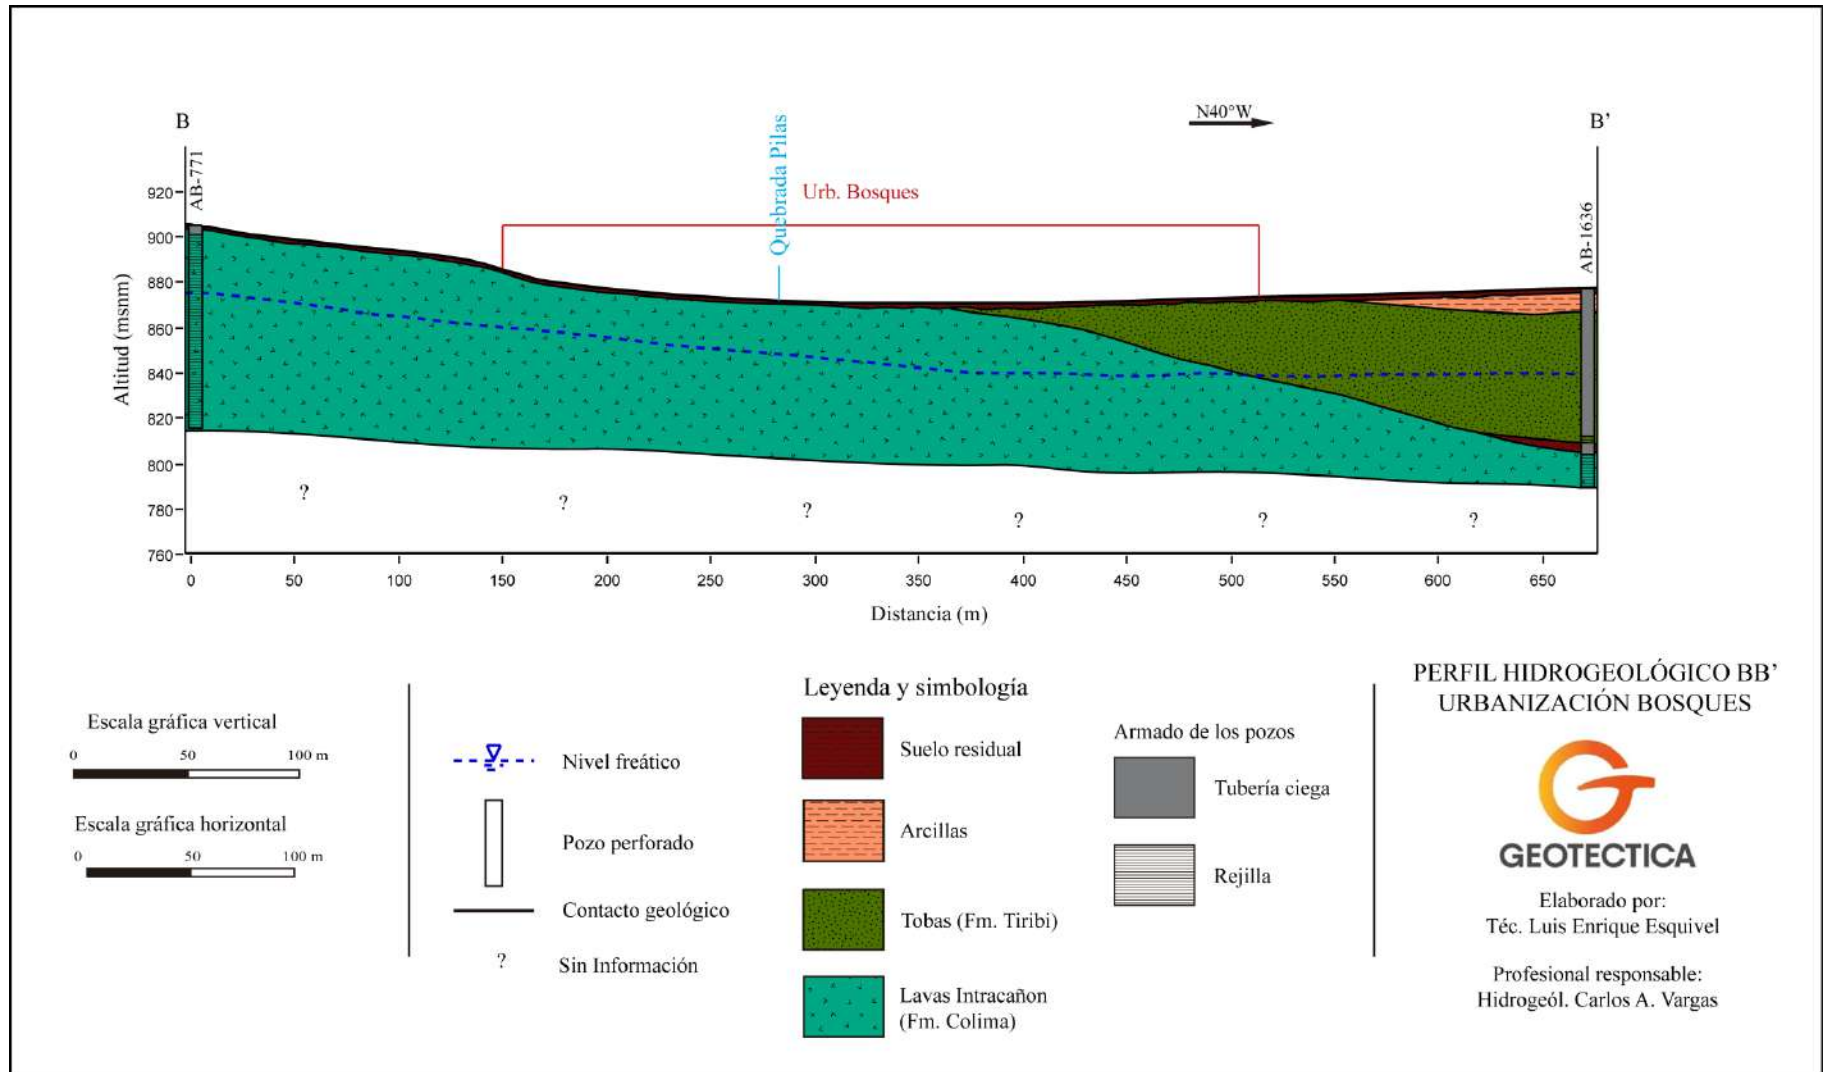 B
N40°W
B'
AB-771
Quebrada Pilas
Urb. Bosques
AB-1636
Altitud (msnm)
920
900
880
860
840
820
800
780
760
? ? ? ? ? ?
0 50 100 150 200 250 300 350 400 450 500 550 600 650
Distancia (m)
Escala gráfica vertical
0 50 100 m
Escala gráfica horizontal
0 50 100 m
Nivel freático
Pozo perforado
Contacto geológico
? Sin Información
Leyenda y simbología
Suelo residual
Arcillas
Tobas (Fm. Tiribi)
Lavas Intracañon
(Fm. Colima)
Armado de los pozos
Tubería ciega
Rejilla
PERFIL HIDROGEOLÓGICO BB'
URBANIZACIÓN BOSQUES
GEOTECTICA
Elaborado por:
Téc. Luis Enrique Esquivel
Profesional responsable:
Hidrogeól. Carlos A. Vargas